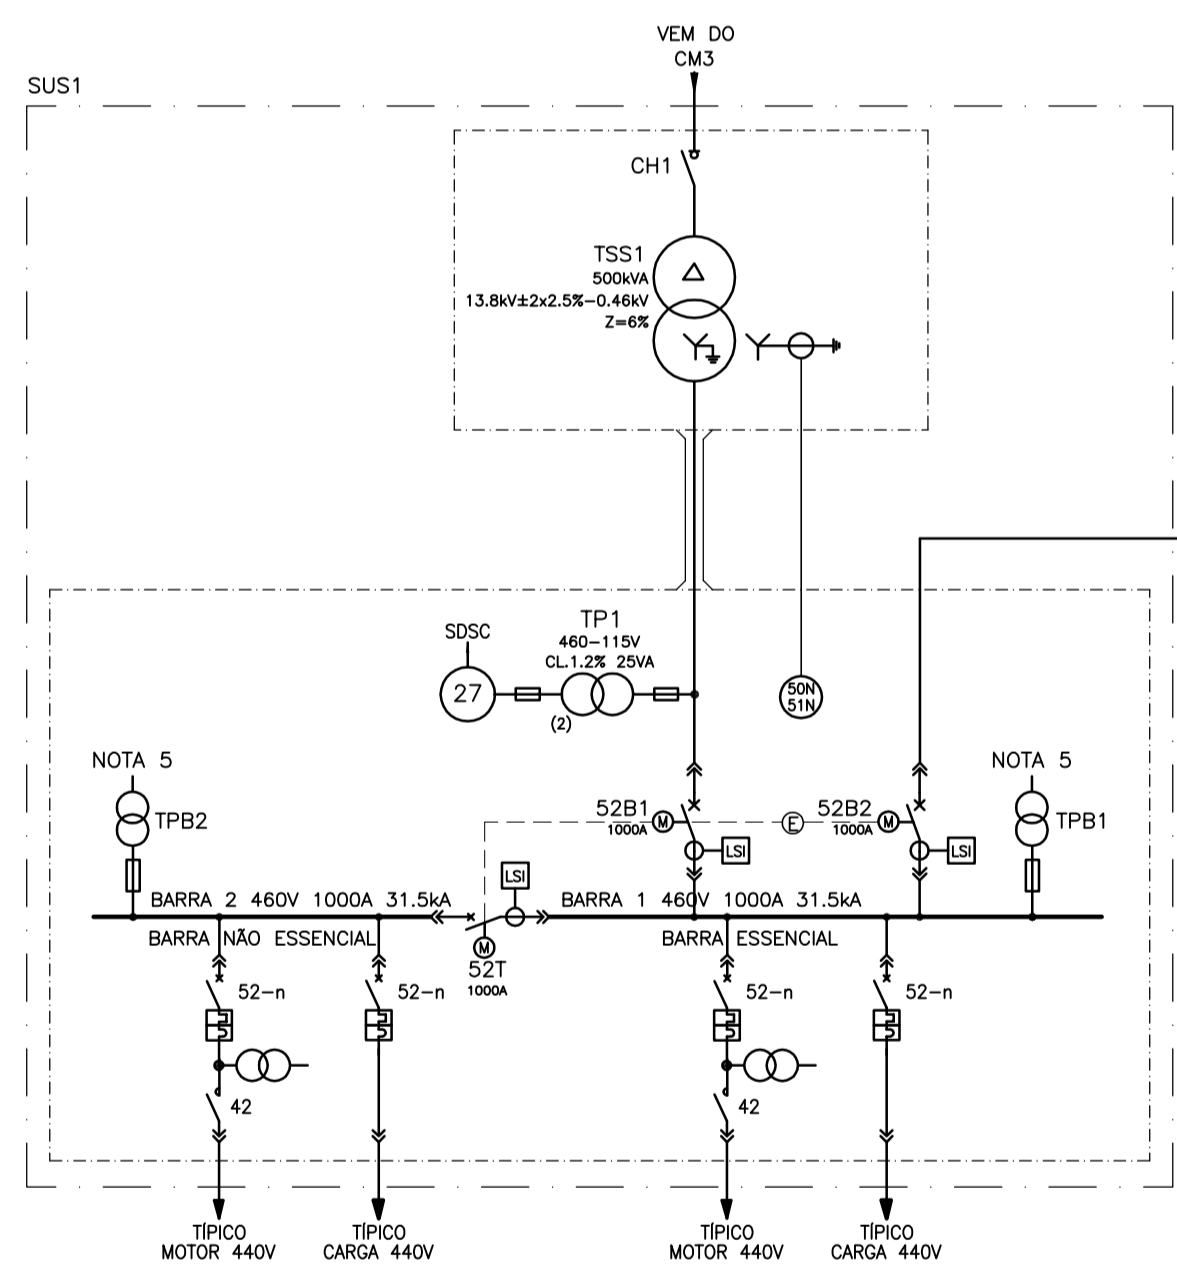 VEM DO
CM3
SUS1
CH1
TSS1
500kVA
13.8kV±2x2.5%-0.46kV
Z=6%
TP1
460-115V
CL.1.2% 25VA
SDSC
27
(2)
50N
51N
NOTA 5
TPB2
52B1
1000A
M
LSI
E
52B2
1000A
M
LSI
NOTA 5
TPB1
LSI
BARRA 2 460V 1000A 31.5kA
BARRA 1 460V 1000A 31.5kA
BARRA NÃO ESSENCIAL
M
52T
1000A
BARRA ESSENCIAL
52-n
52-n
52-n
52-n
42
42
TÍPICO
MOTOR 440V
TÍPICO
CARGA 440V
TÍPICO
MOTOR 440V
TÍPICO
CARGA 440V